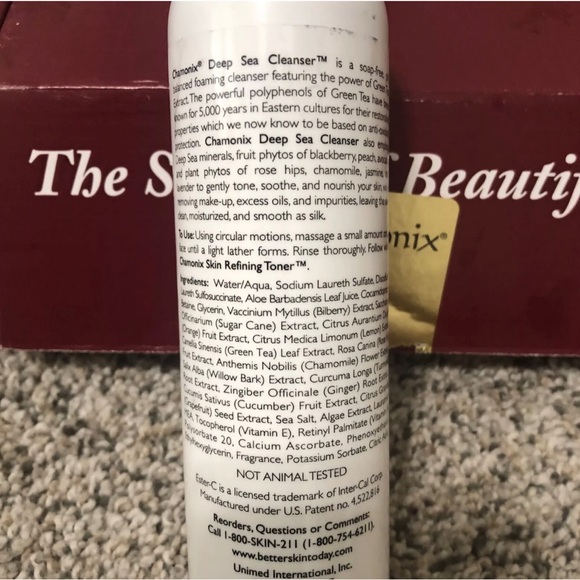 Chamonix® Deep Sea Cleanser™ is a soap-free,
balanced foaming cleanser featuring the power of Green
Extract. The powerful polyphenols of Green Tea have
known for 5,000 years in Eastern cultures for their
properties which we now know to be based on
protection. Chamonix Deep Sea Cleanser also
Deep Sea minerals, fruit phytos of blackberry, peach,
and plant phytos of rose hips, chamomile, jasmine,
lavender to gently tone, soothe, and nourish your skin,
removing make-up, excess oils, and impurities, leaving
clean, moisturized, and smooth as silk.
To Use: Using circular motions, massage a small amount
face until a light lather forms. Rinse thoroughly. Follow
Chamonix Skin Refining Toner™.
Ingredients: Water/Aqua, Sodium Laureth Sulfate,
Laureth Sulfosuccinate, Aloe Barbadensis Leaf Juice,
Betaine, Glycerin, Vaccinium Myrtillus (Bilberry) Extract,
Officinarium (Sugar Cane) Extract, Citrus Aurantium
(Orange) Fruit Extract, Citrus Medica Limonum (Lemon)
Camellia Sinensis (Green Tea) Leaf Extract, Rosa Canina
Fruit Extract, Anthemis Nobilis (Chamomile) Flower
Salix Alba (Willow Bark) Extract, Curcuma Longa
Root Extract, Zingiber Officinale (Ginger) Root
Cucumis Sativus (Cucumber) Fruit Extract, Citrus
(Grapefruit) Seed Extract, Sea Salt, Algae Extract,
Tocopherol (Vitamin E), Retinyl Palmitate
Polysorbate 20, Calcium Ascorbate,
Fragrance, Potassium Sorbate,
NOT ANIMAL TESTED
Ester-C is a licensed trademark of Inter-Cal Corp.
Manufactured under U.S. Patent no. 4,522,816
Reorders, Questions or Comments:
Call 1-800-SKIN-211 (1-800-754-6211).
www.betterskintoday.com
Unimed International, Inc.
The S
Beautif
nix®